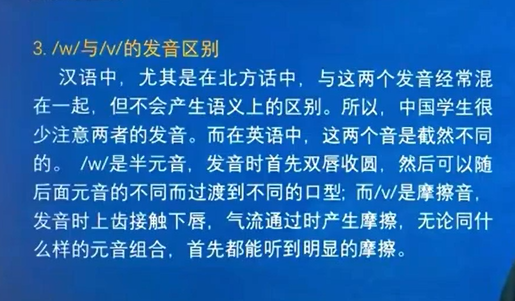 3. /w/与/v/的发音区别
汉语中，尤其是在北方话中，与这两个发音经常混
在一起，但不会产生语义上的区别。所以，中国学生很
少注意两者的发音。而在英语中，这两个音是截然不同
的。 /w/是半元音，发音时首先双唇收圆，然后可以随
后面元音的不同而过渡到不同的口型; 而/v/是摩擦音，
发音时上齿接触下唇，气流通过时产生摩擦，无论同什
么样的元音组合，首先都能听到明显的摩擦。